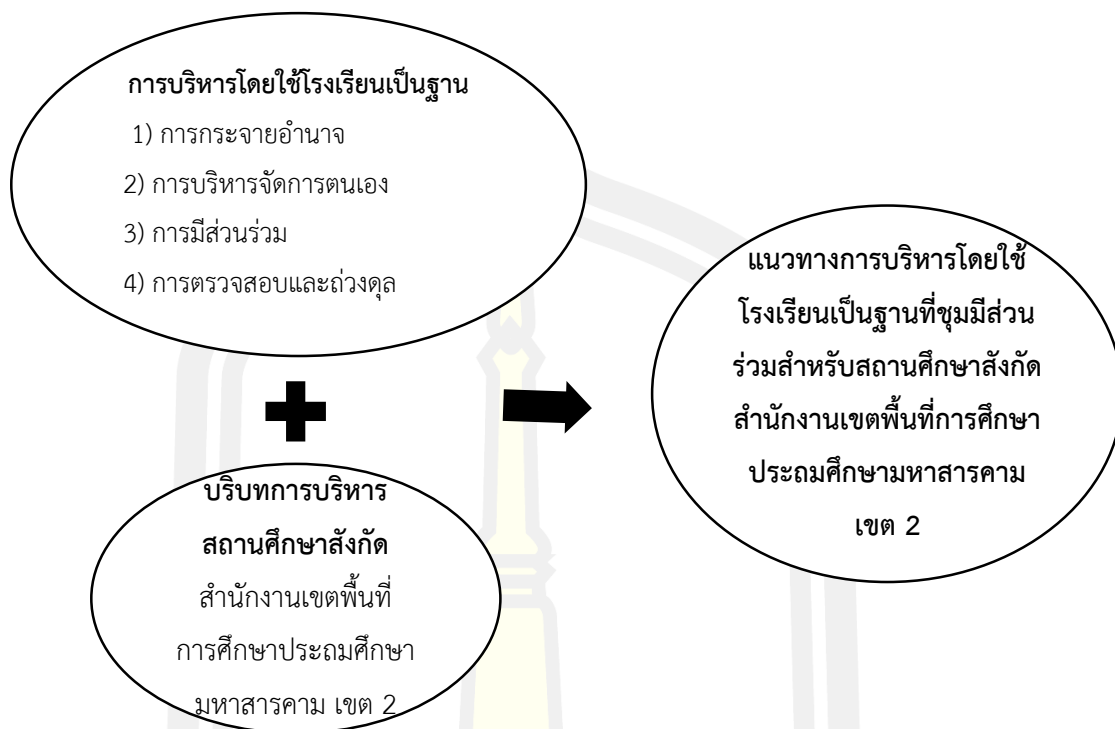 การบริหารโดยใช้โรงเรียนเป็นฐาน
1) การกระจายอำนาจ
2) การบริหารจัดการตนเอง
3) การมีส่วนร่วม
4) การตรวจสอบและถ่วงดุล
บริบทการบริหาร
สถานศึกษาสังกัด
สำนักงานเขตพื้นที่
การศึกษาประถมศึกษา
มหาสารคาม เขต 2
แนวทางการบริหารโดยใช้
โรงเรียนเป็นฐานที่ชุมมีส่วน
ร่วมสำหรับสถานศึกษาสังกัด
สำนักงานเขตพื้นที่การศึกษา
ประถมศึกษามหาสารคาม
เขต 2